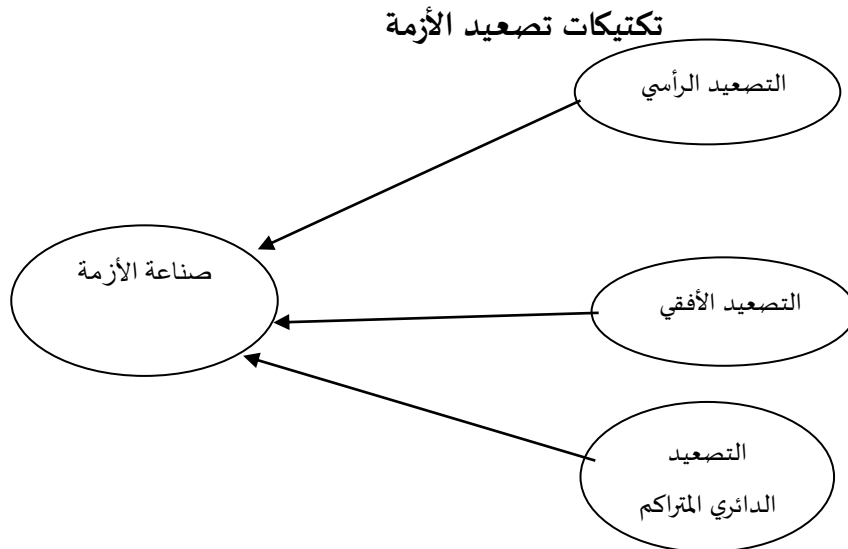 تكتيكات تصعيد الأزمة
التصعيد الرأسي
صناعة الأزمة
التصعيد الأفقي
التصعيد
الدائري المتراكم